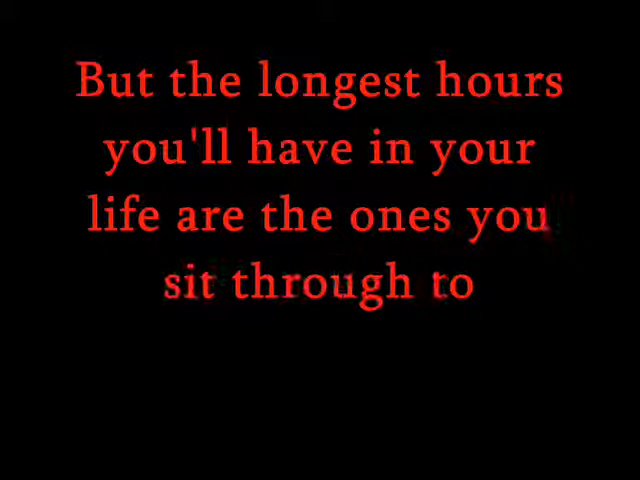 But the longest hours
you'll have in your
life are the ones you
sit through to